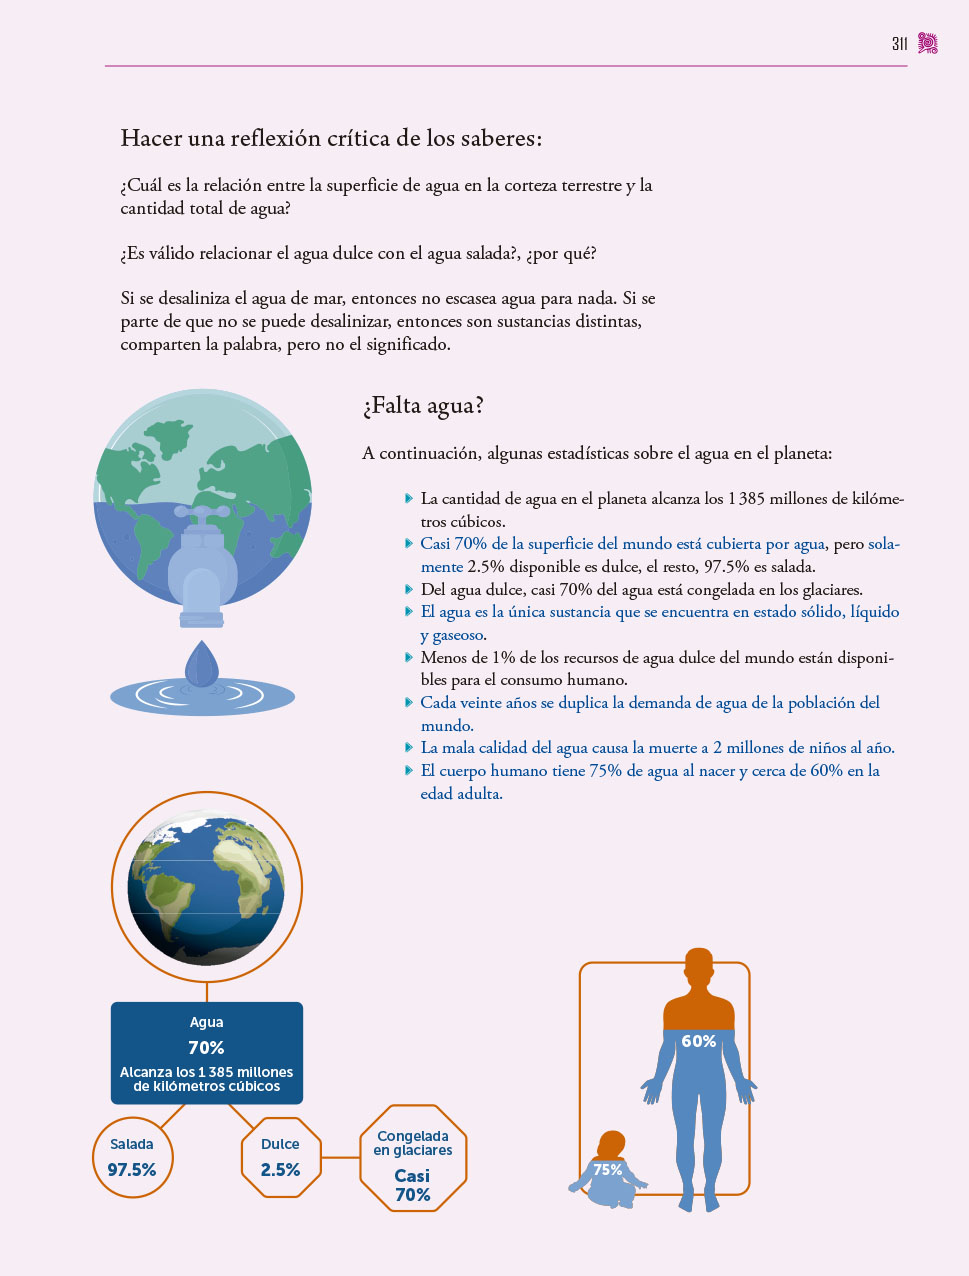 311
Hacer una reflexión crítica de los saberes:
¿Cuál es la relación entre la superficie de agua en la corteza terrestre y la
cantidad total de agua?
¿Es válido relacionar el agua dulce con el agua salada?, ¿por qué?
Si se desaliniza el agua de mar, entonces no escasea agua para nada. Si se
parte de que no se puede desalinizar, entonces son sustancias distintas,
comparten la palabra, pero no el significado.
¿Falta agua?
A continuación, algunas estadísticas sobre el agua en el planeta:
La cantidad de agua en el planeta alcanza los 1 385 millones de kilóme-
tros cúbicos.
Casi 70% de la superficie del mundo está cubierta por agua, pero sola-
mente 2.5% disponible es dulce, el resto, 97.5% es salada.
Del agua dulce, casi 70% del agua está congelada en los glaciares.
El agua es la única sustancia que se encuentra en estado sólido, líquido
y gaseoso.
Menos de 1% de los recursos de agua dulce del mundo están disponi-
bles para el consumo humano.
Cada veinte años se duplica la demanda de agua de la población del
mundo.
La mala calidad del agua causa la muerte a 2 millones de niños al año.
El cuerpo humano tiene 75% de agua al nacer y cerca de 60% en la
edad adulta.
Agua
70%
Alcanza los 1 385 millones
de kilómetros cúbicos
Salada
97.5%
Dulce
2.5%
Congelada
en glaciares
Casi
70%
60%
75%